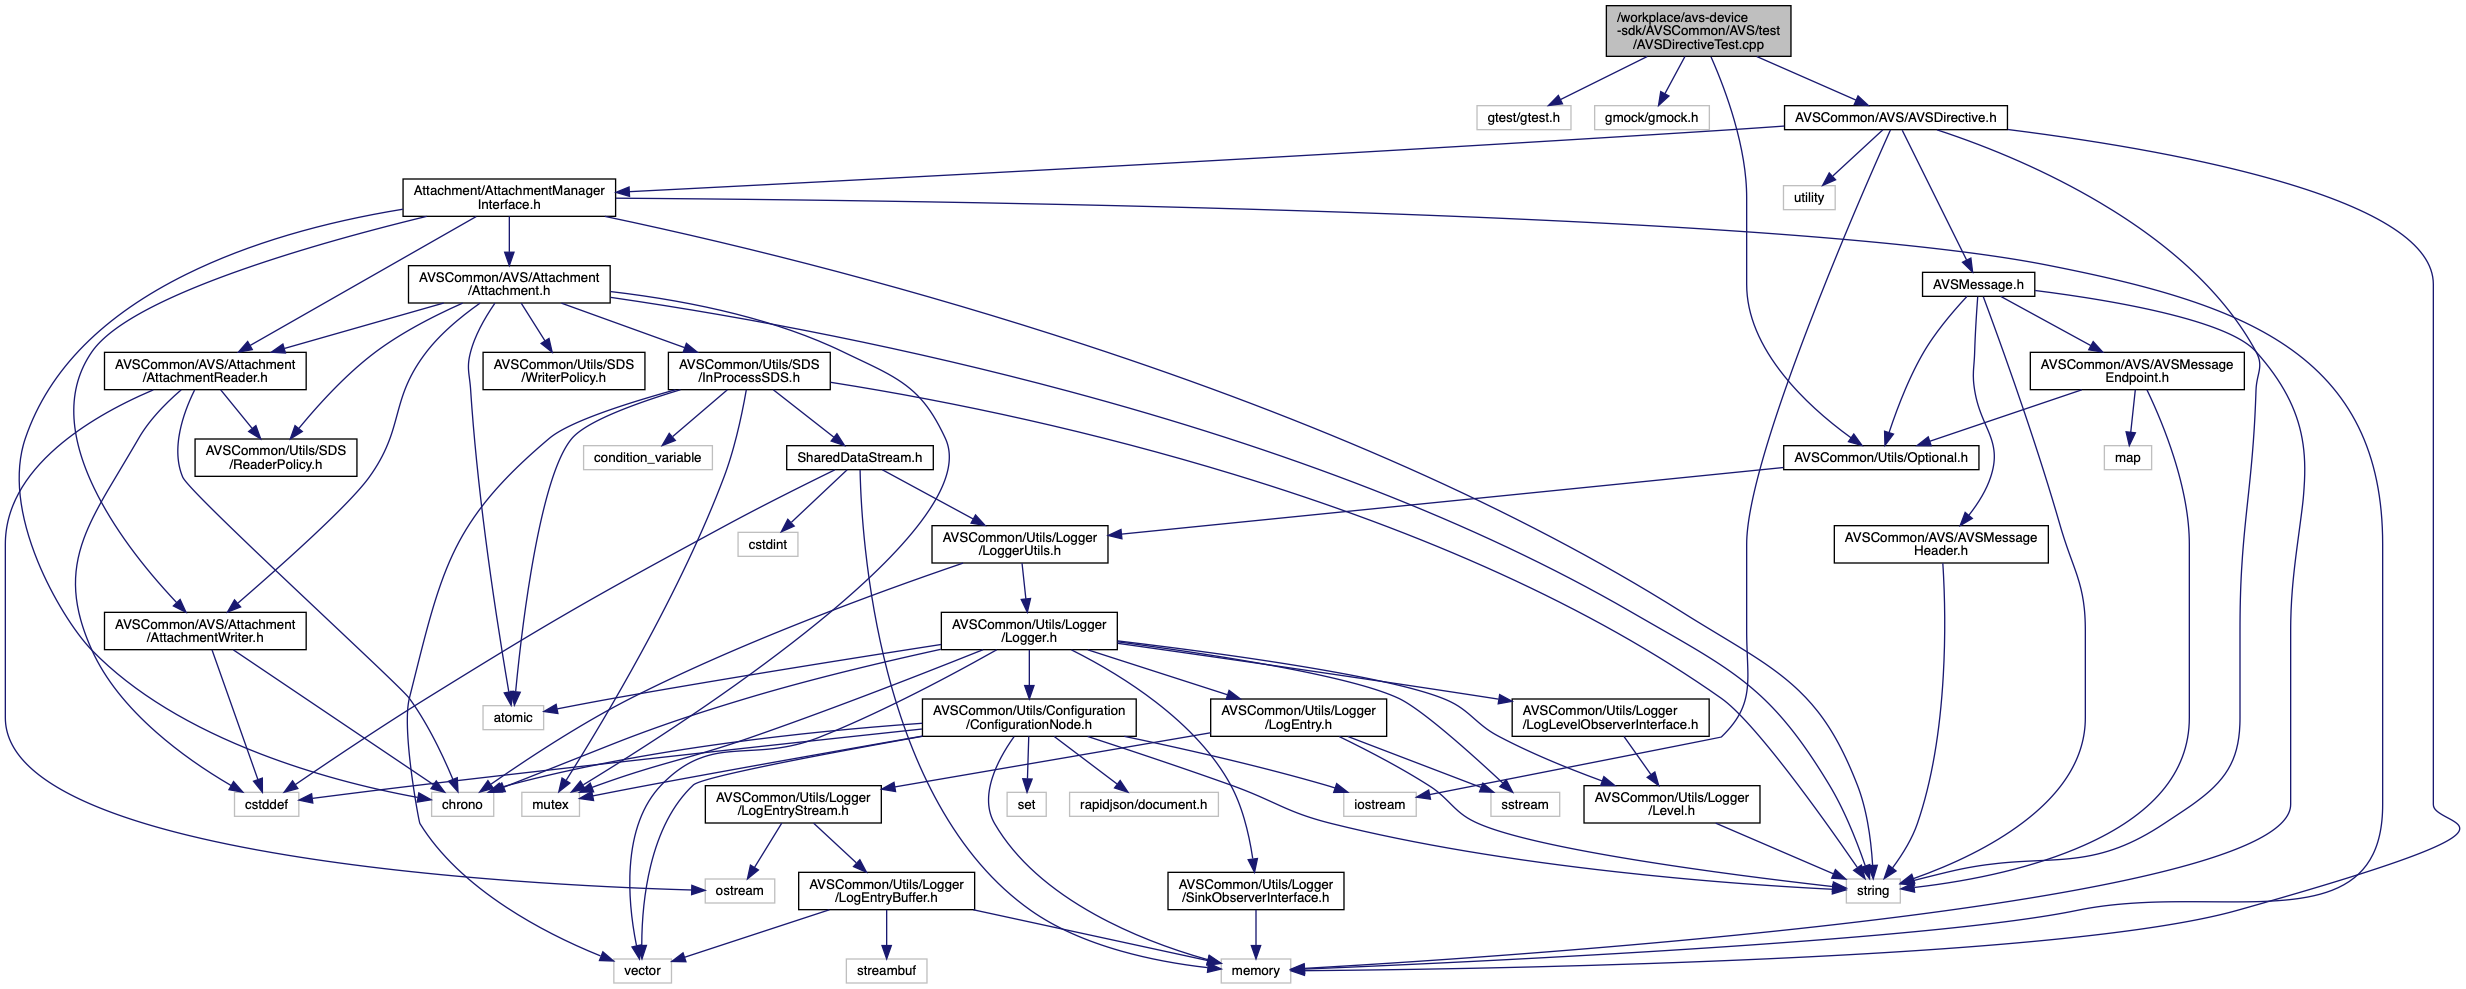 /workplace/avs-device
-sdk/AVSCommon/AVS/test
/AVSDirectiveTest.cpp
gtest/gtest.h
gmock/gmock.h
AVSCommon/AVS/AVSDirective.h
Attachment/AttachmentManager
Interface.h
utility
AVSCommon/AVS/Attachment
/Attachment.h
AVSMessage.h
AVSCommon/AVS/Attachment
/AttachmentReader.h
AVSCommon/Utils/SDS
/WriterPolicy.h
AVSCommon/Utils/SDS
/InProcessSDS.h
AVSCommon/AVS/AVSMessage
Endpoint.h
AVSCommon/Utils/SDS
/ReaderPolicy.h
condition_variable
SharedDataStream.h
AVSCommon/Utils/Optional.h
map
cstdint
AVSCommon/Utils/Logger
/LoggerUtils.h
AVSCommon/AVS/AVSMessage
Header.h
AVSCommon/AVS/Attachment
/AttachmentWriter.h
AVSCommon/Utils/Logger
/Logger.h
atomic
AVSCommon/Utils/Configuration
/ConfigurationNode.h
AVSCommon/Utils/Logger
/LogEntry.h
AVSCommon/Utils/Logger
/LogLevelObserverInterface.h
cstddef
chrono
mutex
AVSCommon/Utils/Logger
/LogEntryStream.h
set
rapidjson/document.h
iostream
sstream
AVSCommon/Utils/Logger
/Level.h
ostream
AVSCommon/Utils/Logger
/LogEntryBuffer.h
AVSCommon/Utils/Logger
/SinkObserverInterface.h
string
vector
streambuf
memory